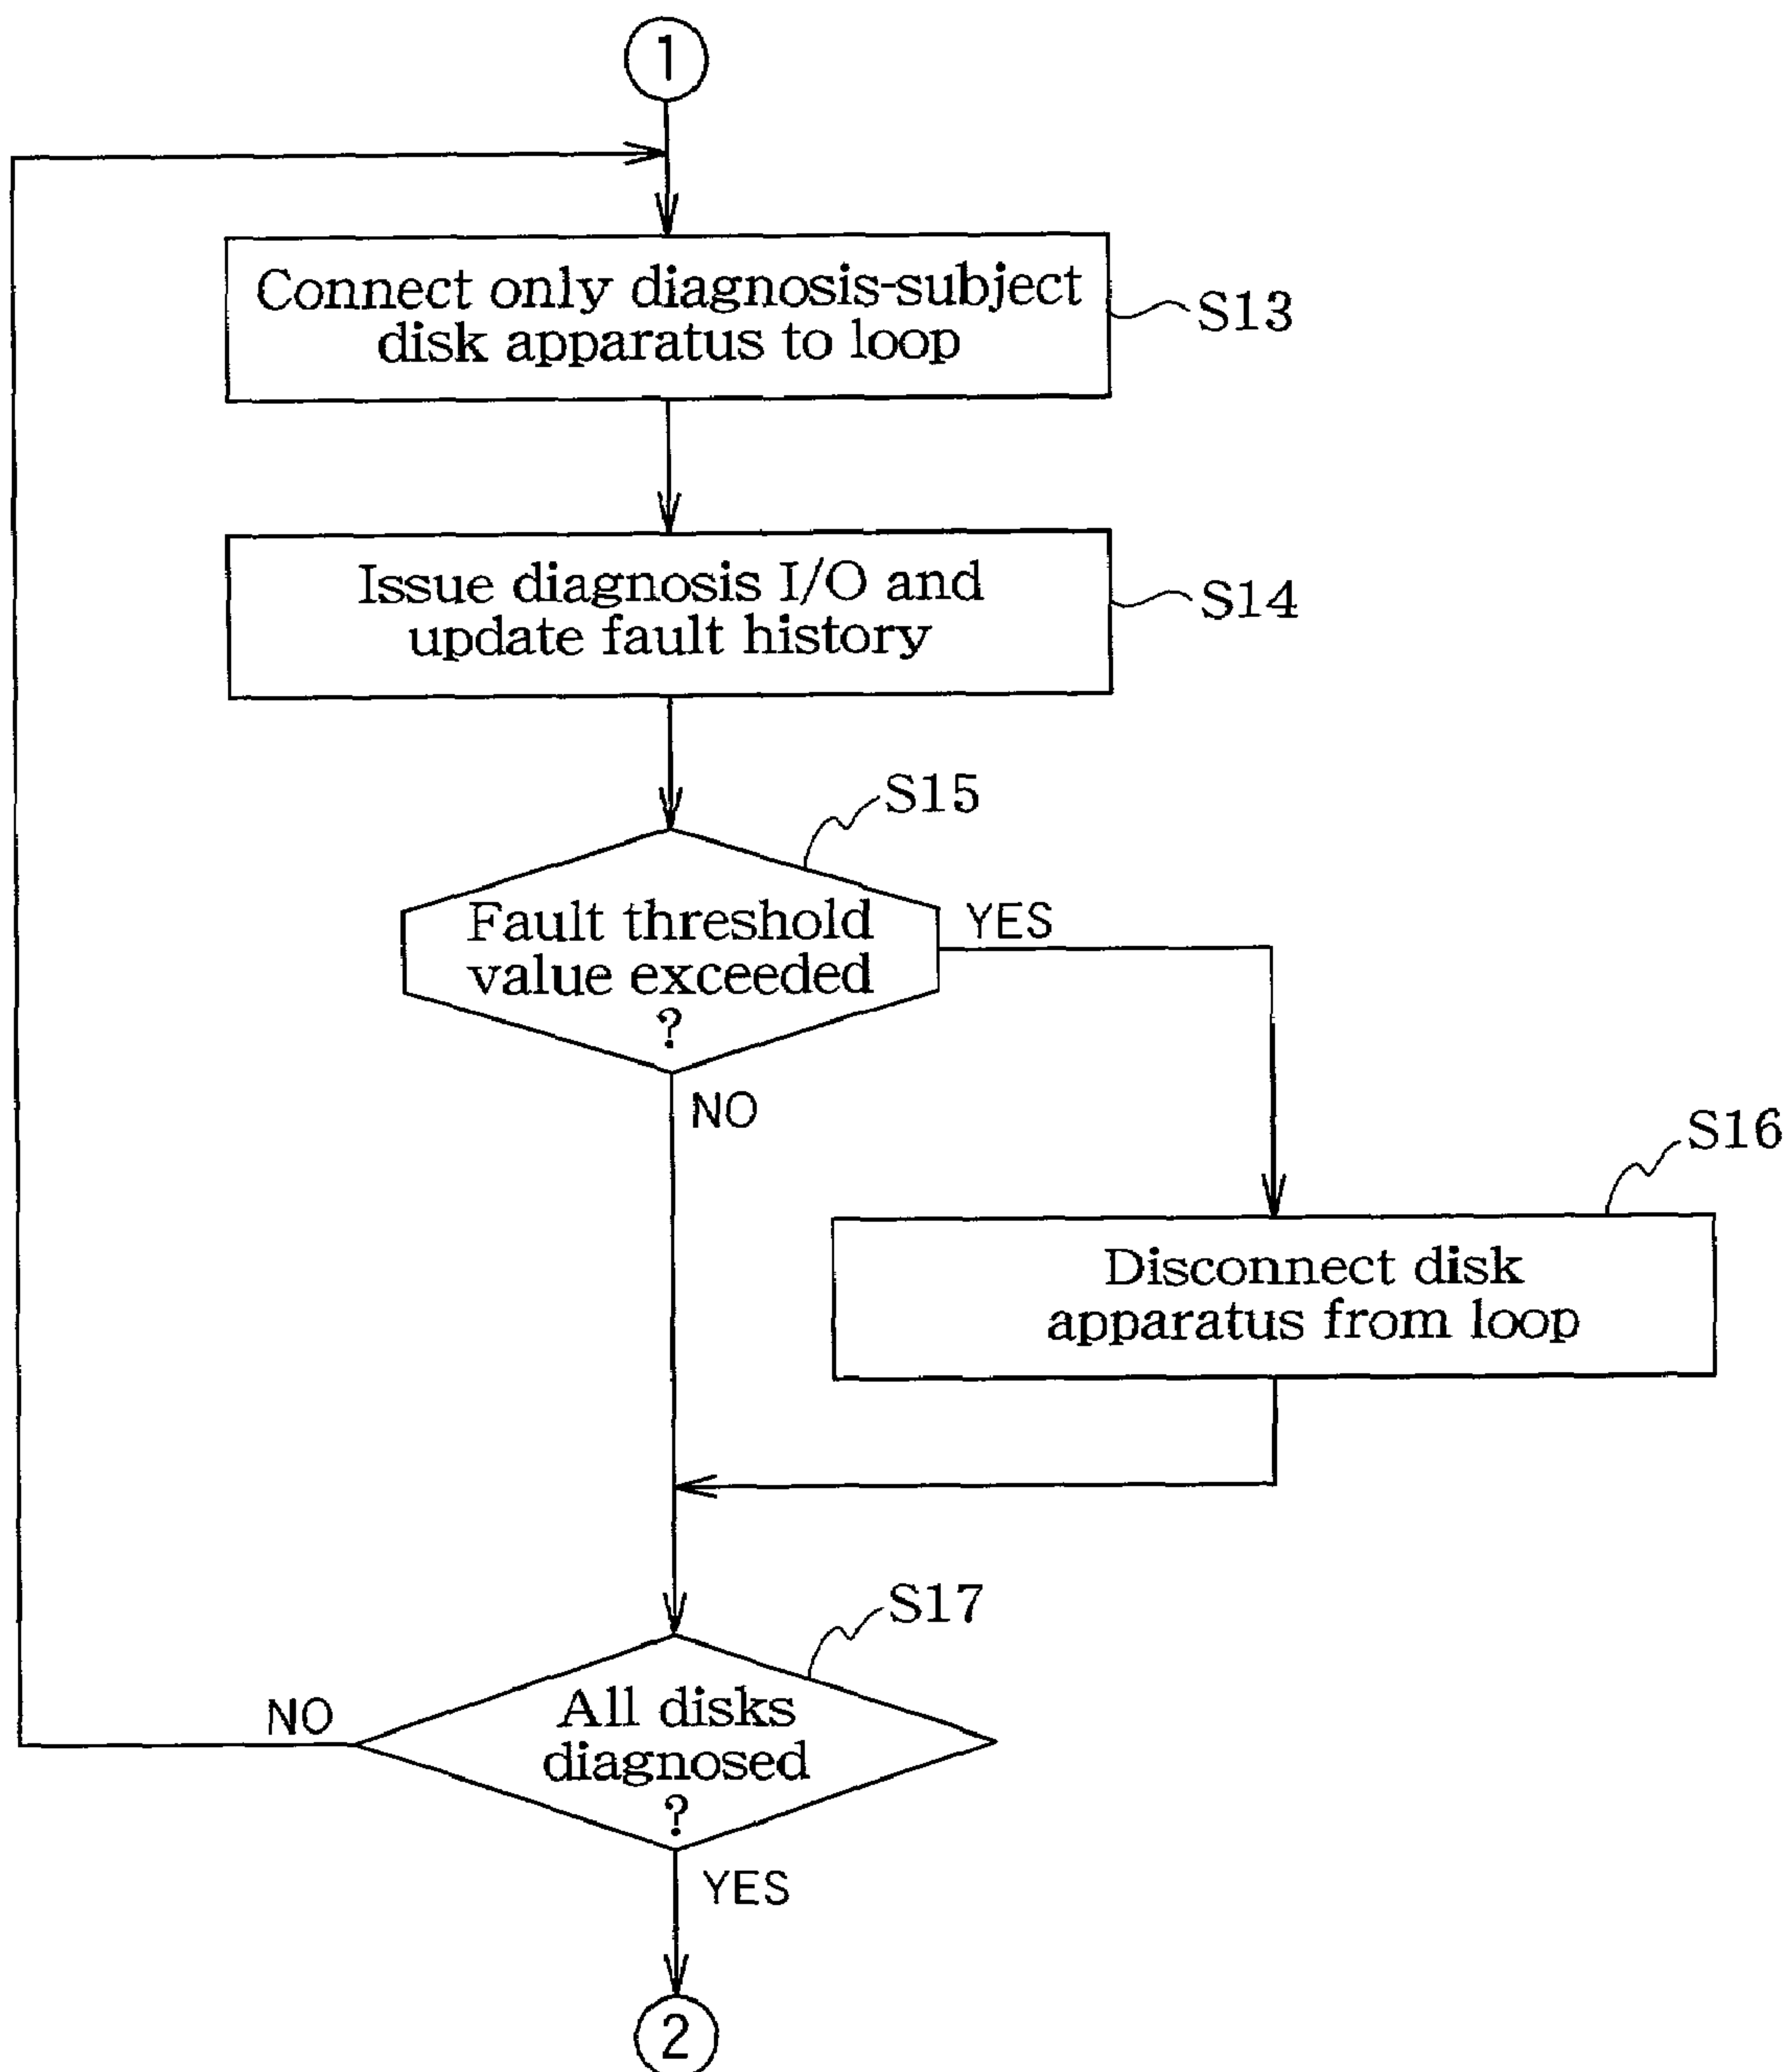 1
Connect only diagnosis-subject
disk apparatus to loop
S13
Issue diagnosis I/O and
update fault history
S14
S15
Fault threshold
value exceeded
?
YES
NO
S16
Disconnect disk
apparatus from loop
S17
All disks
diagnosed
?
NO
YES
2